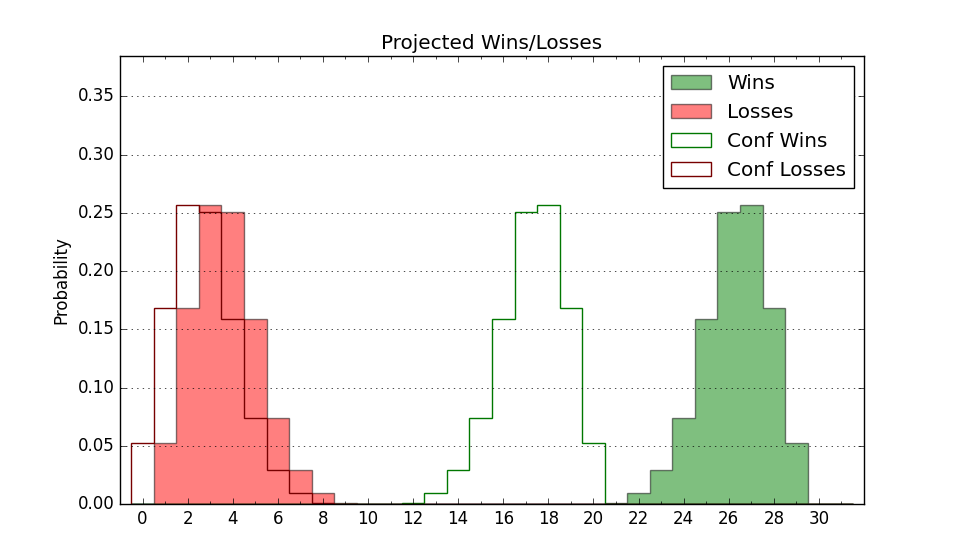 Projected Wins/Losses
Wins
Losses
Conf Wins
Conf Losses
Probability
0.35
0.30
0.25
0.20
0.15
0.10
0.05
0.00
0 2 4 6 8 10 12 14 16 18 20 22 24 26 28 30